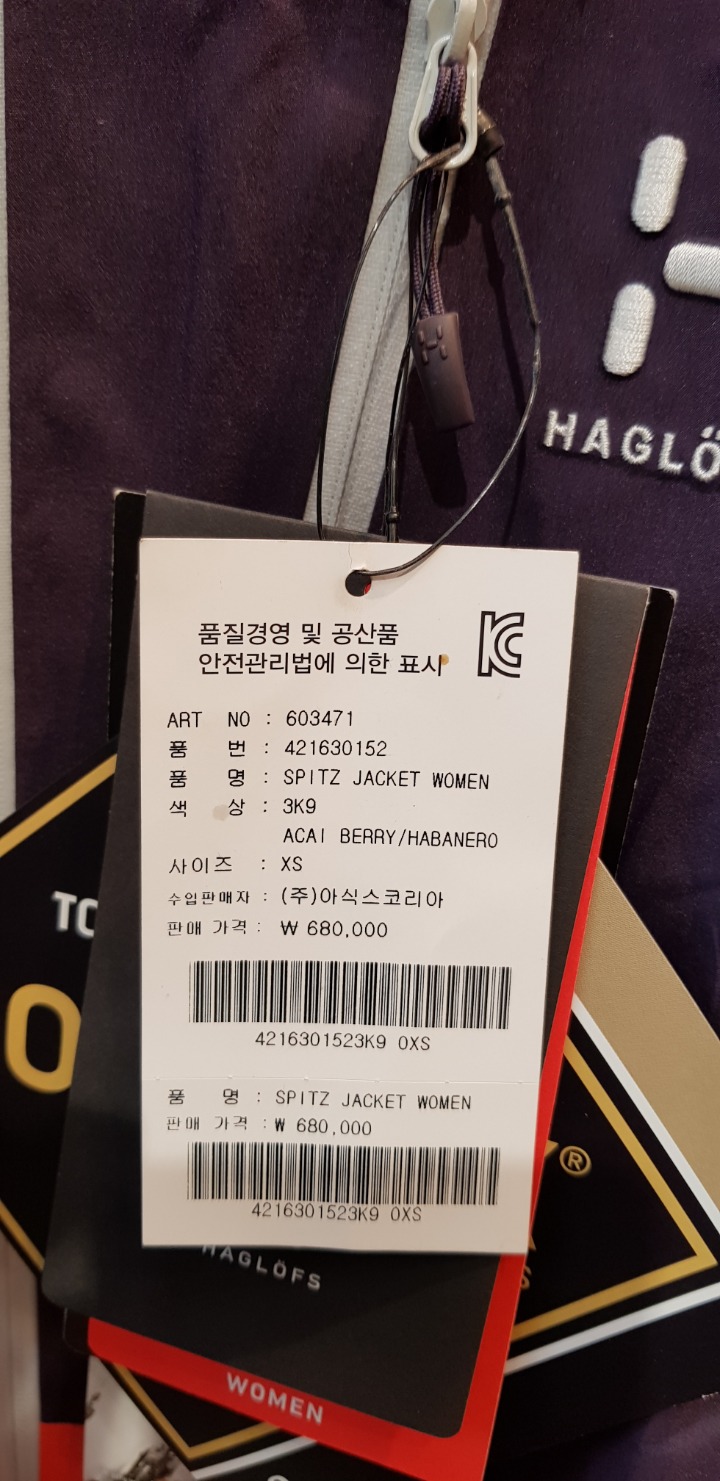 HAGLÖ
품질경영 및 공산품
안전관리법에 의한 표시
ART NO : 603471
품 번 : 421630152
품 명 : SPITZ JACKET WOMEN
색 상 : 3K9
ACAI BERRY/HABANERO
사이즈 : XS
수입판매자 : (주)아식스코리아
판매 가격 : ₩ 680,000
4216301523K9 0XS
품 명 : SPITZ JACKET WOMEN
판매 가격 : ₩ 680,000
4216301523K9 0XS
HAGLÖFS
WOMEN